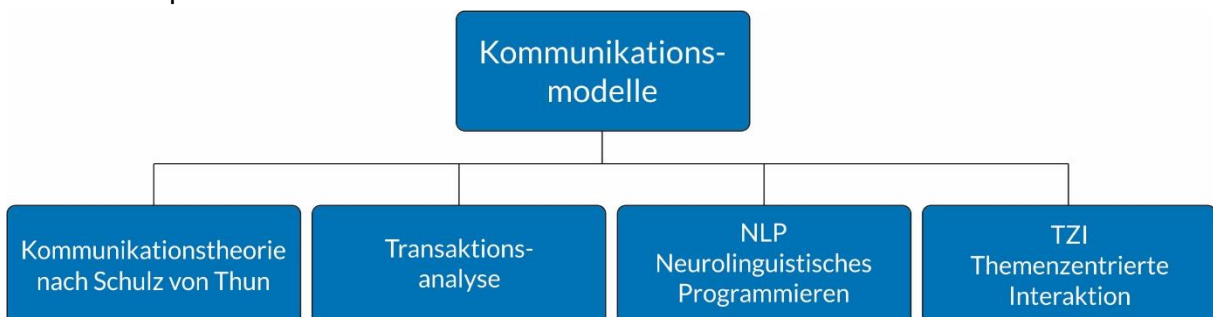 Kommunikations-
modelle
Kommunikationstheorie
nach Schulz von Thun
Transaktions-
analyse
NLP
Neurolinguistisches
Programmieren
TZI
Themenzentrierte
Interaktion